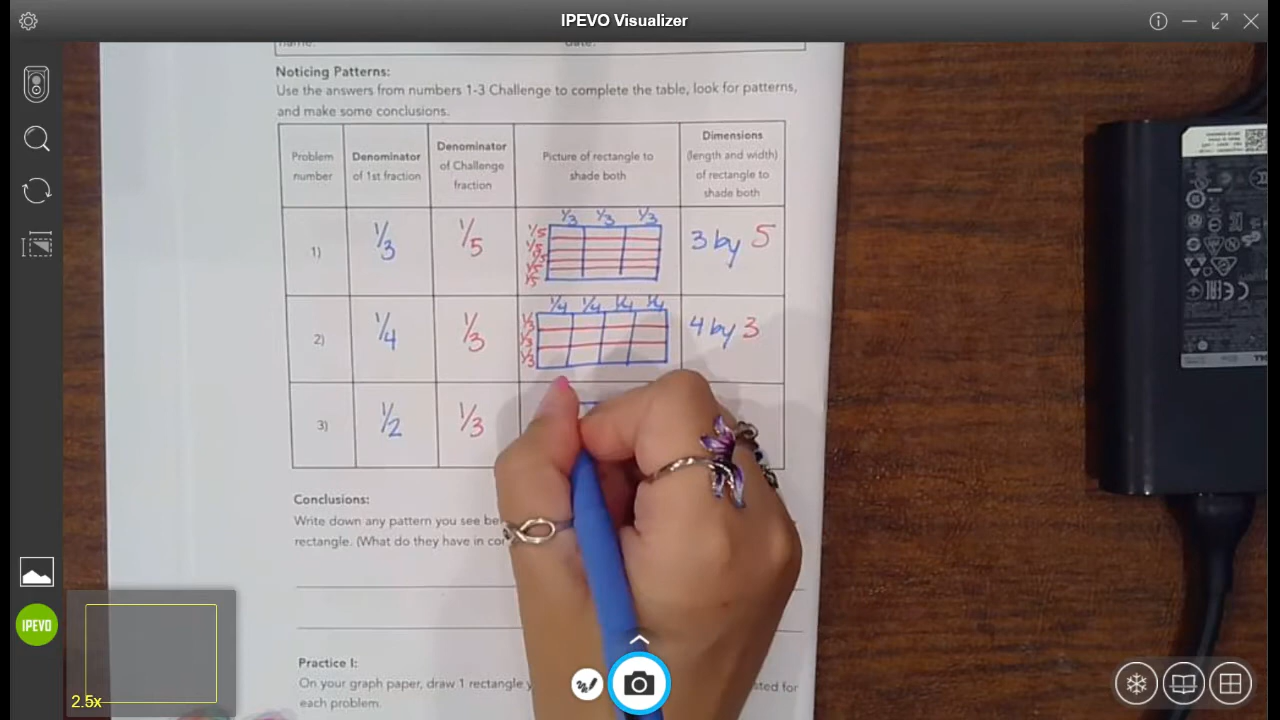 IPEVO Visualizer
Noticing Patterns:
Use the answers from numbers 1-3 Challenge to complete the table, look for patterns,
and make some conclusions.
Problem number
Denominator of 1st fraction
Denominator of Challenge fraction
Picture of rectangle to shade both
Dimensions (length and width) of rectangle to shade both
1)
1/3
1/5
1/3 1/3 1/3
1/5
1/5
1/5
1/5
1/5
3 by 5
2)
1/4
1/3
1/4 1/4 1/4 1/4
1/3
1/3
1/3
4 by 3
3)
1/2
1/3
Conclusions:
Write down any pattern you see
rectangle. (What do they have in
Practice I:
On your graph paper, draw 1 rectangle
for
each problem.
IPEVO
2.5x